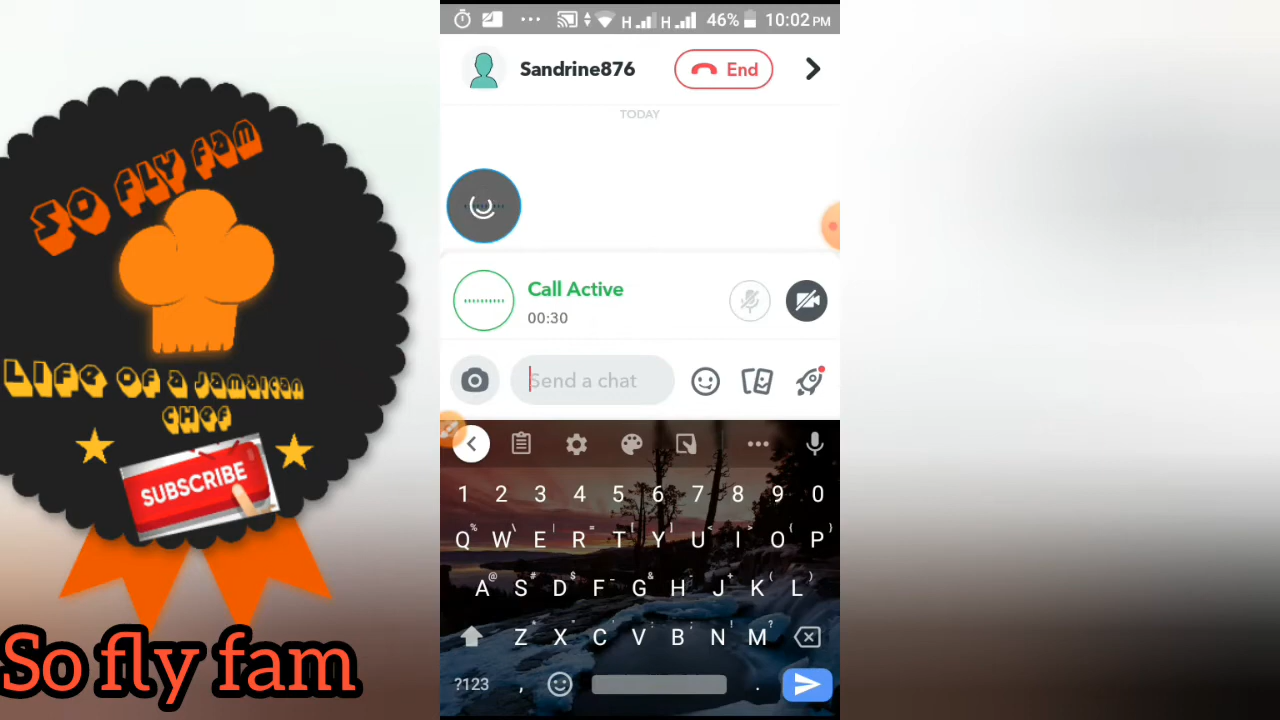 SO FLY FAM
LIFE OF a Jamaican
CHEF
SUBSCRIBE
So fly fam
H H 46% 10:02 PM
Sandrine876
End
TODAY
Call Active
00:30
Send a chat
1 2 3 4 5 6 7 8 9 0
% \ | = [ ] < > { }
Q W E R T Y U I O P
@ # $ _ & - + ( )
A S D F G H J K L
* " ' : ; ! ?
Z X C V B N M
?123 , .